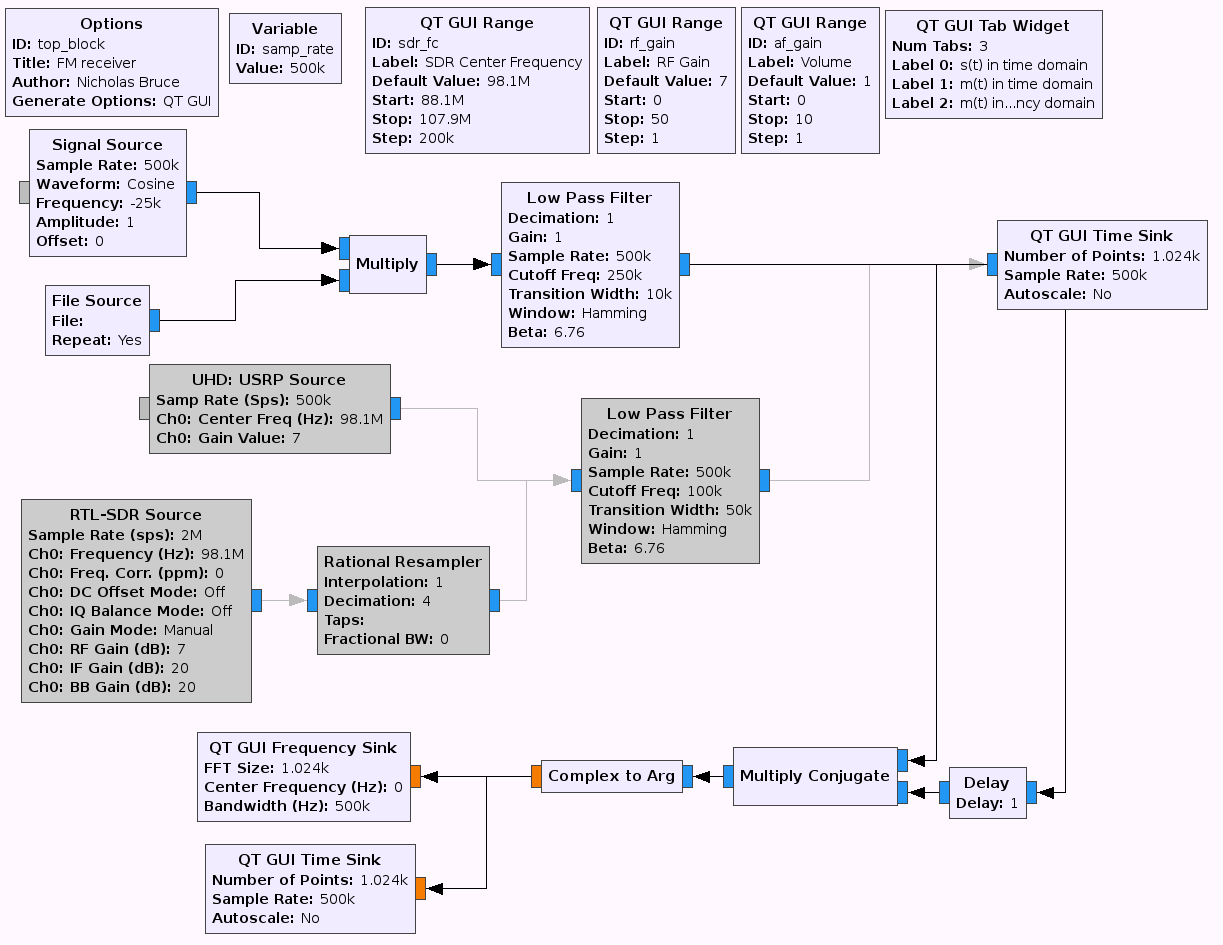 Options
ID: top_block
Title: FM receiver
Author: Nicholas Bruce
Generate Options: QT GUI
Variable
ID: samp_rate
Value: 500k
QT GUI Range
ID: sdr_fc
Label: SDR Center Frequency
Default Value: 98.1M
Start: 88.1M
Stop: 107.9M
Step: 200k
QT GUI Range
ID: rf_gain
Label: RF Gain
Default Value: 7
Start: 0
Stop: 50
Step: 1
QT GUI Range
ID: af_gain
Label: Volume
Default Value: 1
Start: 0
Stop: 10
Step: 1
QT GUI Tab Widget
Num Tabs: 3
Label 0: s(t) in time domain
Label 1: m(t) in time domain
Label 2: m(t) in...ncy domain
Signal Source
Sample Rate: 500k
Waveform: Cosine
Frequency: -25k
Amplitude: 1
Offset: 0
File Source
File:
Repeat: Yes
Multiply
Low Pass Filter
Decimation: 1
Gain: 1
Sample Rate: 500k
Cutoff Freq: 250k
Transition Width: 10k
Window: Hamming
Beta: 6.76
QT GUI Time Sink
Number of Points: 1.024k
Sample Rate: 500k
Autoscale: No
UHD: USRP Source
Samp Rate (Sps): 500k
Ch0: Center Freq (Hz): 98.1M
Ch0: Gain Value: 7
Low Pass Filter
Decimation: 1
Gain: 1
Sample Rate: 500k
Cutoff Freq: 100k
Transition Width: 50k
Window: Hamming
Beta: 6.76
RTL-SDR Source
Sample Rate (sps): 2M
Ch0: Frequency (Hz): 98.1M
Ch0: Freq. Corr. (ppm): 0
Ch0: DC Offset Mode: Off
Ch0: IQ Balance Mode: Off
Ch0: Gain Mode: Manual
Ch0: RF Gain (dB): 7
Ch0: IF Gain (dB): 20
Ch0: BB Gain (dB): 20
Rational Resampler
Interpolation: 1
Decimation: 4
Taps:
Fractional BW: 0
QT GUI Frequency Sink
FFT Size: 1.024k
Center Frequency (Hz): 0
Bandwidth (Hz): 500k
Complex to Arg
Multiply Conjugate
Delay
Delay: 1
QT GUI Time Sink
Number of Points: 1.024k
Sample Rate: 500k
Autoscale: No